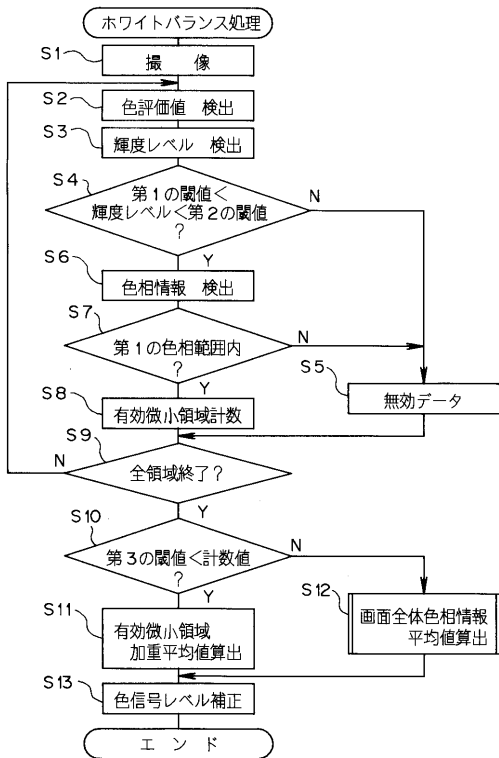 ホワイトバランス処理
S1
撮 像
S2
色評価値 検出
S3
輝度レベル 検出
S4
第1の閾値<
輝度レベル<第2の閾値
?
N
Y
S6
色相情報 検出
S7
第1の色相範囲内
?
N
Y
S5
無効データ
S8
有効微小領域計数
S9
全領域終了?
N
Y
S10
第3の閾値<計数値
?
N
Y
S11
有効微小領域
加重平均値算出
S12
画面全体色相情報
平均値算出
S13
色信号レベル補正
エ ン ド